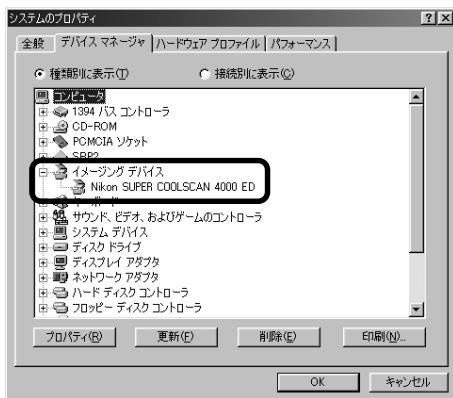 システムのプロパティ
全般 デバイス マネージャ ハードウェア プロファイル パフォーマンス
種類別に表示(T) 接続別に表示(C)
コンピュータ
1394 バス コントローラ
CD-ROM
PCMCIA ソケット
SBP2
イメージング デバイス
Nikon SUPER COOLSCAN 4000 ED
キーボード
サウンド、ビデオ、およびゲームのコントローラ
システム デバイス
ディスク ドライブ
ディスプレイ アダプタ
ネットワーク アダプタ
ハード ディスク コントローラ
フロッピー ディスク コントローラ
プロパティ(R) 更新(F) 削除(E) 印刷(N)...
OK キャンセル